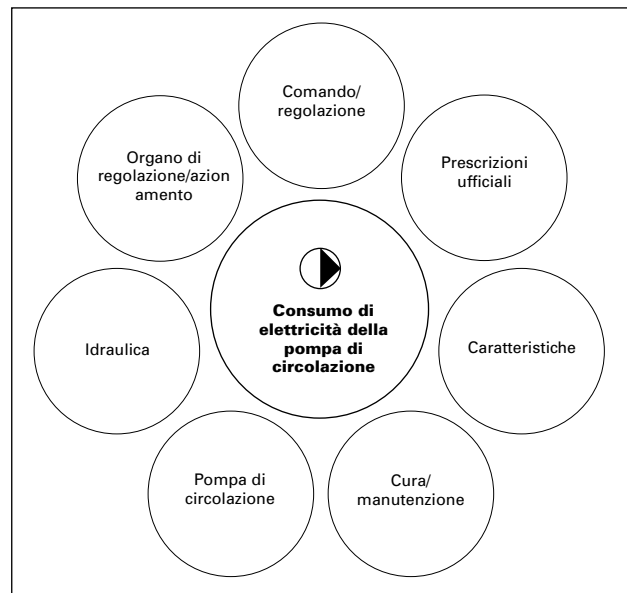 Comando/
regolazione
Organo di
regolazione/azion
amento
Prescrizioni
ufficiali
Consumo di
elettricità della
pompa di
circolazione
Idraulica
Caratteristiche
Pompa di
circolazione
Cura/
manutenzione